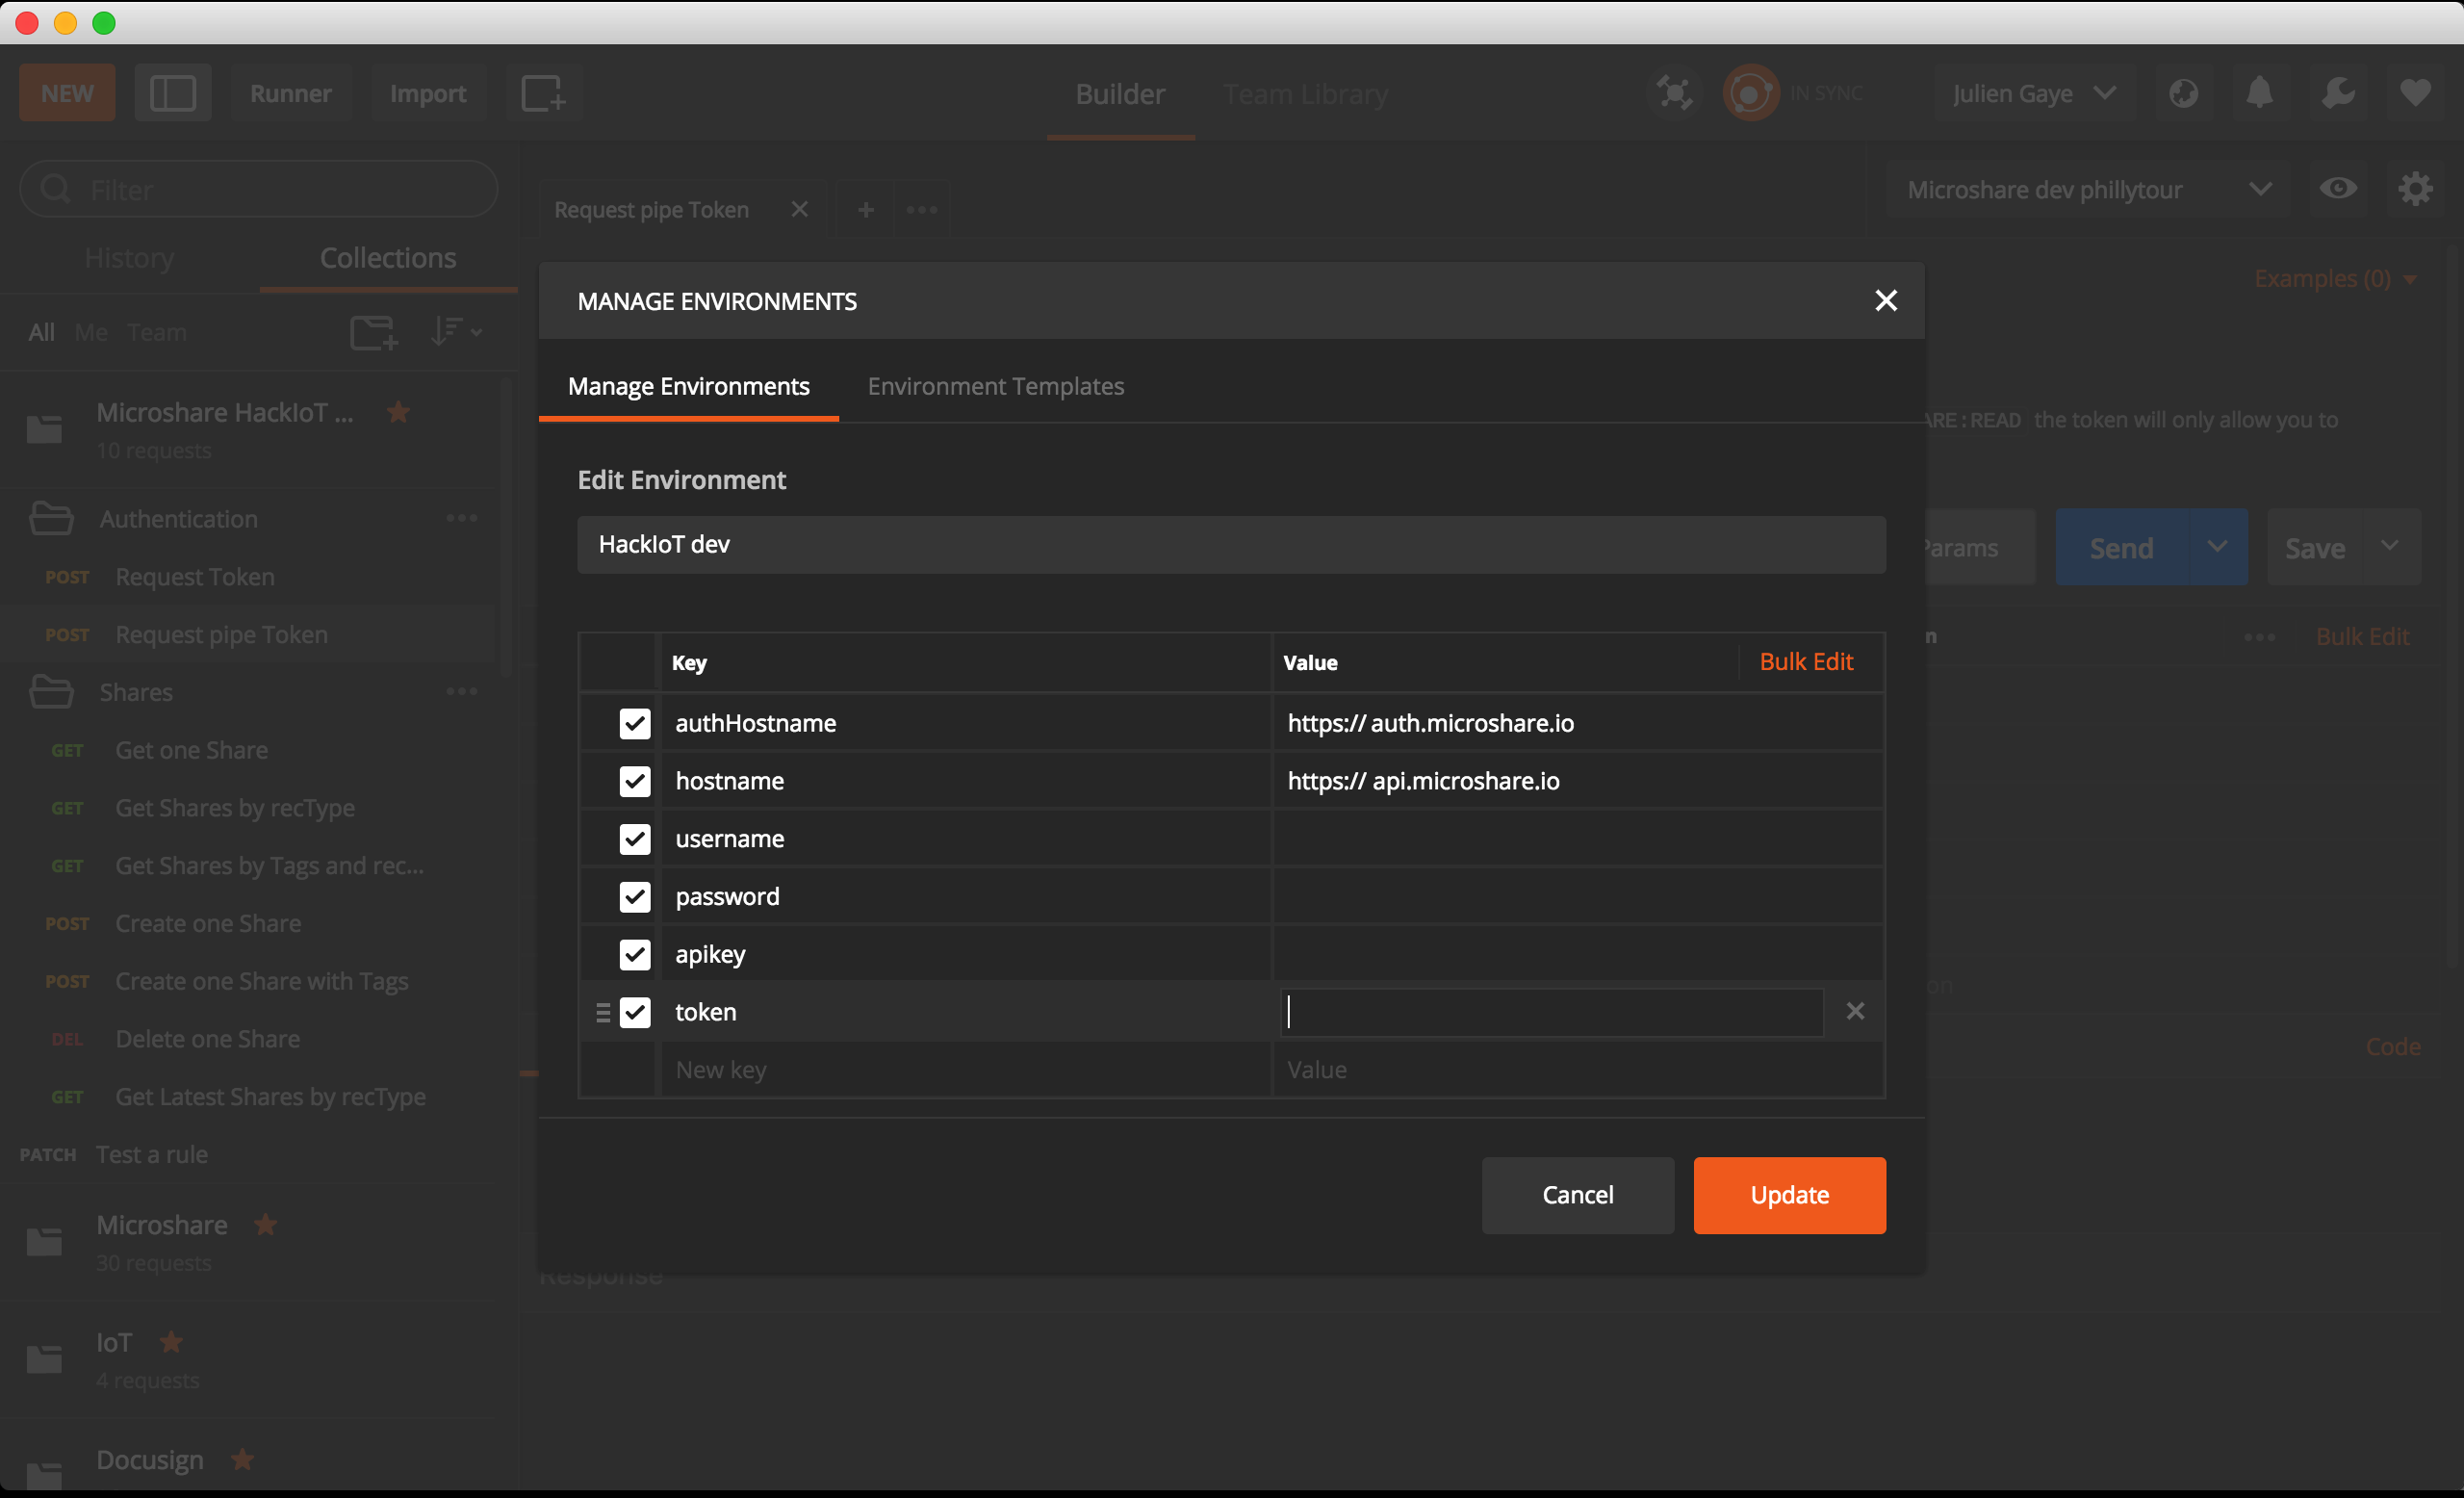 NEW Runner Import Builder Team Library IN SYNC Julien Gaye
Filter
Request pipe Token
Microshare dev phillytour
History Collections
Examples (0)
MANAGE ENVIRONMENTS
All Me Team
Manage Environments Environment Templates
Microshare HackIoT ...
10 requests
ARE:READ the token will only allow you to
Edit Environment
Authentication
HackIoT dev
Params Send Save
POST Request Token
POST Request pipe Token
Bulk Edit
Key Value Bulk Edit
Shares
authHostname https:// auth.microshare.io
GET Get one Share
hostname https:// api.microshare.io
GET Get Shares by recType
username
GET Get Shares by Tags and rec...
password
POST Create one Share
apikey
POST Create one Share with Tags
token
DEL Delete one Share
Code
New key Value
GET Get Latest Shares by recType
PATCH Test a rule
Cancel Update
Microshare
30 requests
Response
IoT
4 requests
Docusign